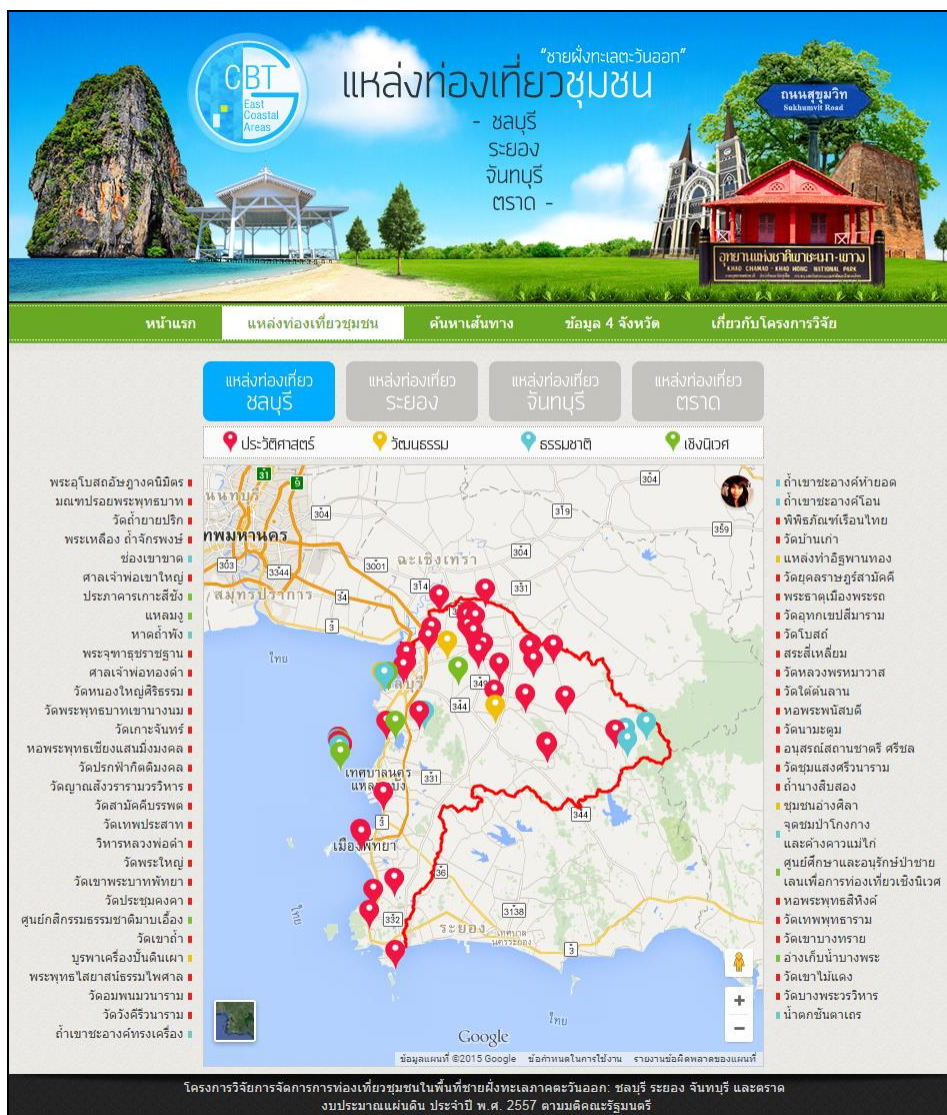 CBT
East
Coastal
Areas
“ชายฝั่งทะเลตะวันออก”
แหล่งท่องเที่ยวชุมชน
- ชลบุรี
ระยอง
จันทบุรี
ตราด -
ถนนสุขุมวิท
Sukhumvit Road
อุทยานแห่งชาติเขาชะเมา-เขาวง
KHAO CHAMAO - KHAO WONG NATIONAL PARK
หน้าแรก
แหล่งท่องเที่ยวชุมชน
ค้นหาเส้นทาง
ข้อมูล 4 จังหวัด
เกี่ยวกับโครงการวิจัย
แหล่งท่องเที่ยว
ชลบุรี
แหล่งท่องเที่ยว
ระยอง
แหล่งท่องเที่ยว
จันทบุรี
แหล่งท่องเที่ยว
ตราด
ประวัติศาสตร์
วัฒนธรรม
ธรรมชาติ
เชิงนิเวศ
พระอุโบสถอัษฎางคนิมิตร
มณฑปรอยพระพุทธบาท
วัดถ้ำยายปริก
พระเหลือง ถ้ำจักรพงษ์
ช่องเขาขาด
ศาลเจ้าพ่อเขาใหญ่
ประภาคารเกาะสีชัง
แหลมงู
หาดถ้ำพัง
พระจุฑาธุชราชฐาน
ศาลเจ้าพ่อทองดำ
วัดหนองใหญ่ศิริธรรม
วัดพระพุทธบาทเขานางนม
วัดเกาะจันทร์
หอพระพุทธเชียงแสนมิ่งมงคล
วัดปรกฟ้ากิตติมงคล
วัดญาณสังวรารามวรวิหาร
วัดสามัคคีบรรพต
วัดเทพประสาท
วิหารหลวงพ่อดำ
วัดพระใหญ่
วัดเขาพระบาทพัทยา
วัดประชุมคงคา
ศูนย์กสิกรรมธรรมชาติมาบเอื้อง
วัดเขาถ้ำ
บูรพาเครื่องปั้นดินเผา
พระพุทธไสยาสน์ธรรมไพศาล
วัดอมพนมวนาราม
วัดวังคีรีวนาราม
ถ้ำเขาชะอางค์ทรงเครื่อง
31
9
304
319
304
359
นนทบุรี
กรุงเทพมหานคร
304
303
3344
3001
ฉะเชิงเทรา
314
331
สมุทรปราการ
34
3
ไทย
ชลบุรี
349
344
เทศบาลนคร
แหลมฉบัง
331
3
344
เมืองพัทยา
36
332
3138
ระยอง
เทศบาล
นครระยอง
3
ไทย
ไทย
Google
ข้อมูลแผนที่ ©2015 Google
ข้อกำหนดในการใช้งาน
รายงานข้อผิดพลาดของแผนที่
ถ้ำเขาชะอางค์ห้ายอด
ถ้ำเขาชะอางค์โอน
พิพิธภัณฑ์เรือนไทย
วัดบ้านเก่า
แหล่งทำอิฐพานทอง
วัดยุคลราษฎร์สามัคคี
พระธาตุเมืองพระรถ
วัดอุทกเขปสีมาราม
วัดโบสถ์
สระสี่เหลี่ยม
วัดหลวงพรหมาวาส
วัดใต้ต้นลาน
หอพระพนัสบดี
วัดนามะตูม
อนุสรณ์สถานชาตรี ศรีชล
วัดชุมแสงศรีวนาราม
ถ้ำนางสิบสอง
ชุมชนอ่างศิลา
จุดชมป่าโกงกาง
และค้างคาวแม่ไก่
ศูนย์ศึกษาและอนุรักษ์ป่าชาย
เลนเพื่อการท่องเที่ยวเชิงนิเวศ
หอพระพุทธสิหิงค์
วัดเทพพุทธาราม
วัดเขาบางทราย
อ่างเก็บน้ำบางพระ
วัดเขาไม้แดง
วัดบางพระวรวิหาร
น้ำตกชันตาเถร
โครงการวิจัยการจัดการการท่องเที่ยวชุมชนในพื้นที่ชายฝั่งทะเลภาคตะวันออก: ชลบุรี ระยอง จันทบุรี และตราด
งบประมาณแผ่นดิน ประจำปี พ.ศ. 2557 ตามมติคณะรัฐมนตรี